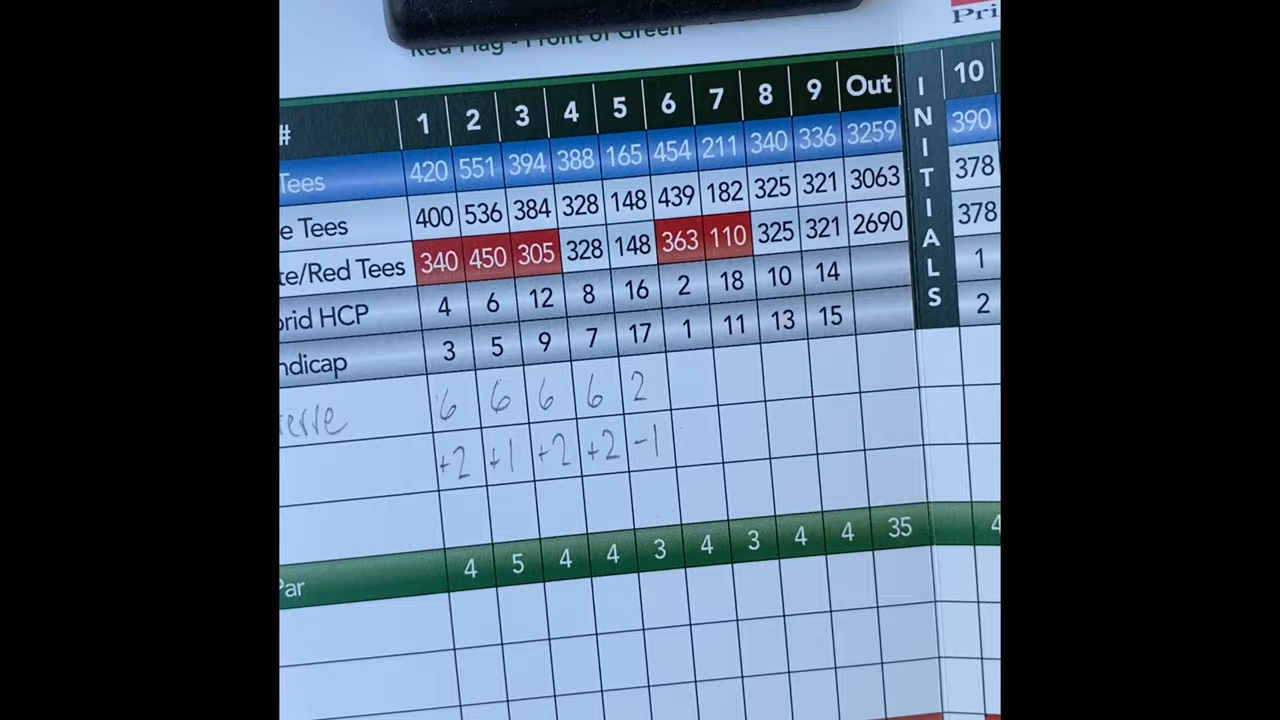 Red Flag - Front of Green
Pri
# 1 2 3 4 5 6 7 8 9 Out INITIALS 10
Tees 420 551 394 388 165 454 211 340 336 3259 390
e Tees 400 536 384 328 148 439 182 325 321 3063 378
te/Red Tees 340 450 305 328 148 363 110 325 321 2690 378
brid HCP 4 6 12 8 16 2 18 10 14 1
ndicap 3 5 9 7 17 1 11 13 15 2
ierre 6 6 6 6 2
+2 +1 +2 +2 -1
Par 4 5 4 4 3 4 3 4 4 35 4